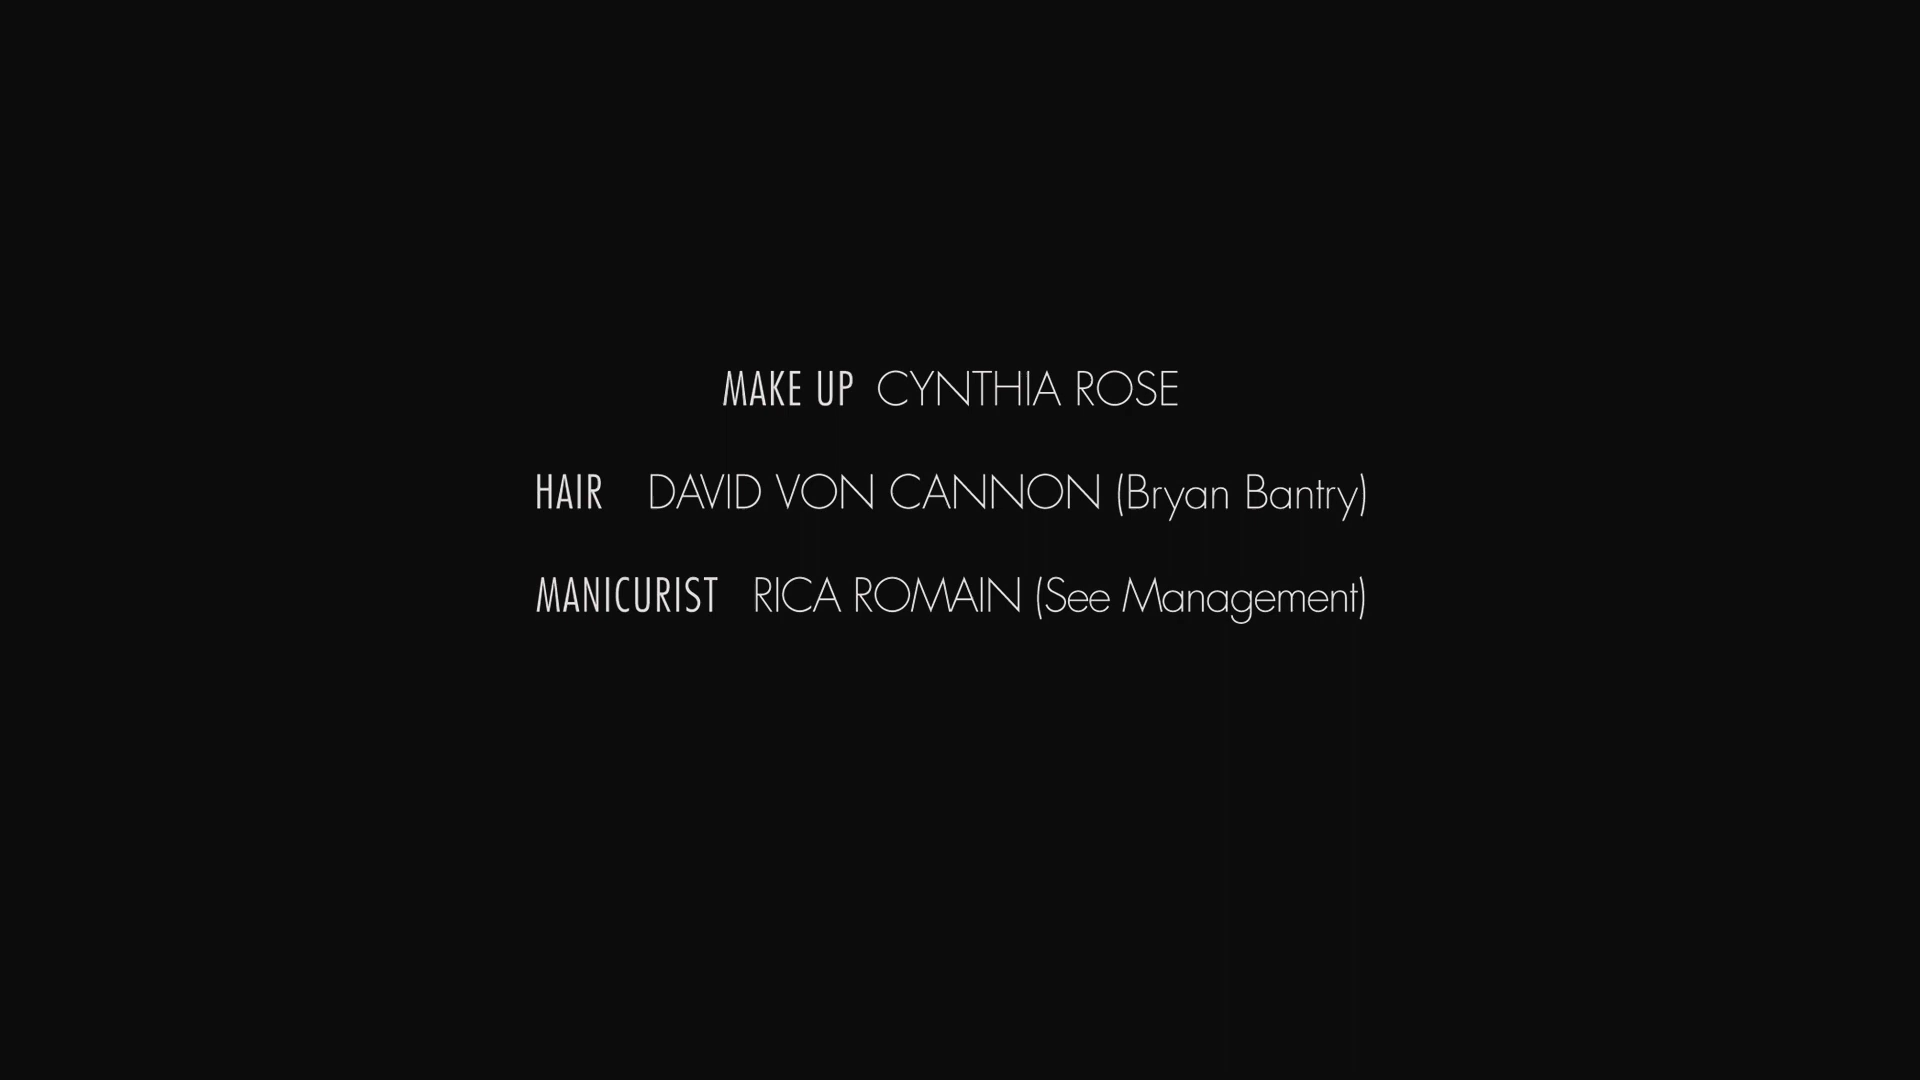 MAKE UP CYNTHIA ROSE
HAIR DAVID VON CANNON (Bryan Bantry)
MANICURIST RICA ROMAIN (See Management)